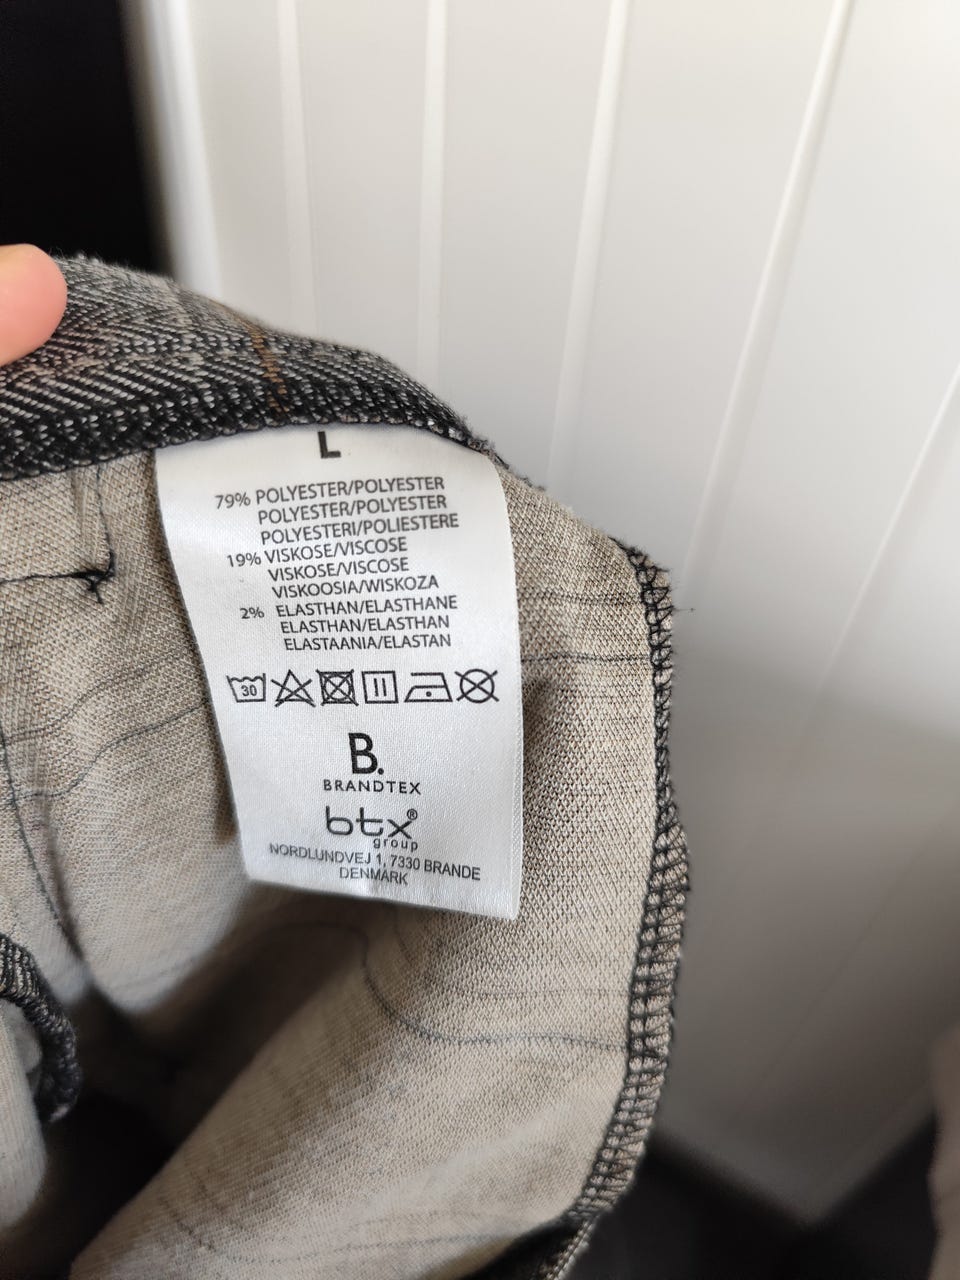 L
79% POLYESTER/POLYESTER
POLYESTER/POLYESTER
POLYESTERI/POLIESTERE
19% VISKOSE/VISCOSE
VISKOSE/VISCOSE
VISKOOSIA/WISKOZA
2% ELASTHAN/ELASTHANE
ELASTHAN/ELASTHAN
ELASTAANIA/ELASTAN
30
B.
BRANDTEX
btx®
group
NORDLUNDVEJ 1, 7330 BRANDE
DENMARK